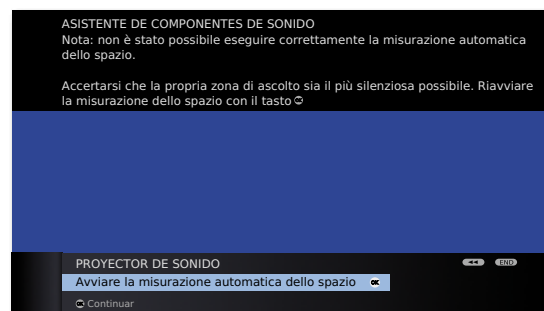 ASISTENTE DE COMPONENTES DE SONIDO
Nota: non è stato possibile eseguire correttamente la misurazione automatica
dello spazio.
Accertarsi che la propria zona di ascolto sia il più silenziosa possibile. Riavviare
la misurazione dello spazio con il tasto
PROYECTOR DE SONIDO
END
Avviare la misurazione automatica dello spazio OK
OK Continuar